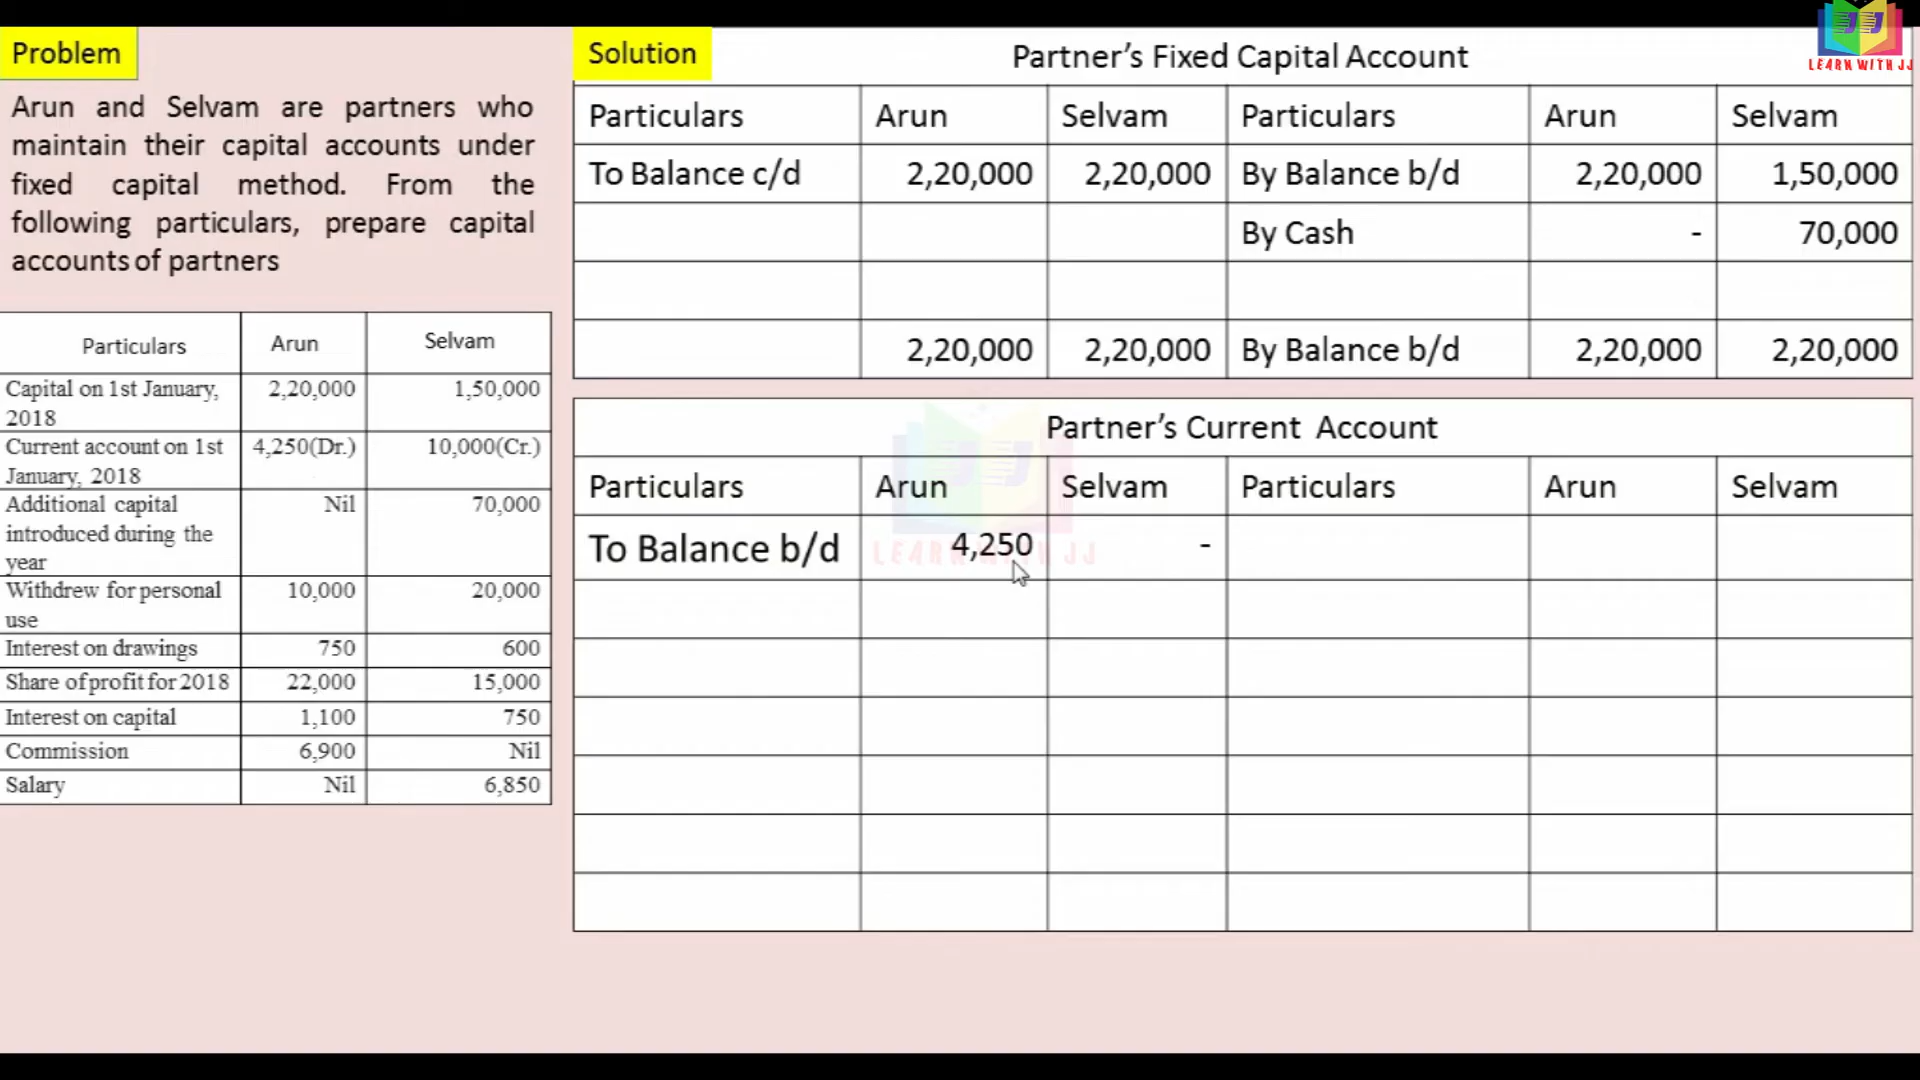 Problem
Arun and Selvam are partners who
maintain their capital accounts under
fixed capital method. From the
following particulars, prepare capital
accounts of partners
Particulars Arun Selvam
Capital on 1st January, 2,20,000 1,50,000
2018
Current account on 1st 4,250(Dr.) 10,000(Cr.)
January, 2018
Additional capital Nil 70,000
introduced during the
year
Withdrew for personal 10,000 20,000
use
Interest on drawings 750 600
Share of profit for 2018 22,000 15,000
Interest on capital 1,100 750
Commission 6,900 Nil
Salary Nil 6,850
Solution
Partner's Fixed Capital Account
JJ
LEARN WITH JJ
Particulars Arun Selvam Particulars Arun Selvam
To Balance c/d 2,20,000 2,20,000 By Balance b/d 2,20,000 1,50,000
By Cash - 70,000
2,20,000 2,20,000 By Balance b/d 2,20,000 2,20,000
Partner's Current Account
Particulars Arun Selvam Particulars Arun Selvam
To Balance b/d 4,250 -
JJ
LEARN WITH JJ